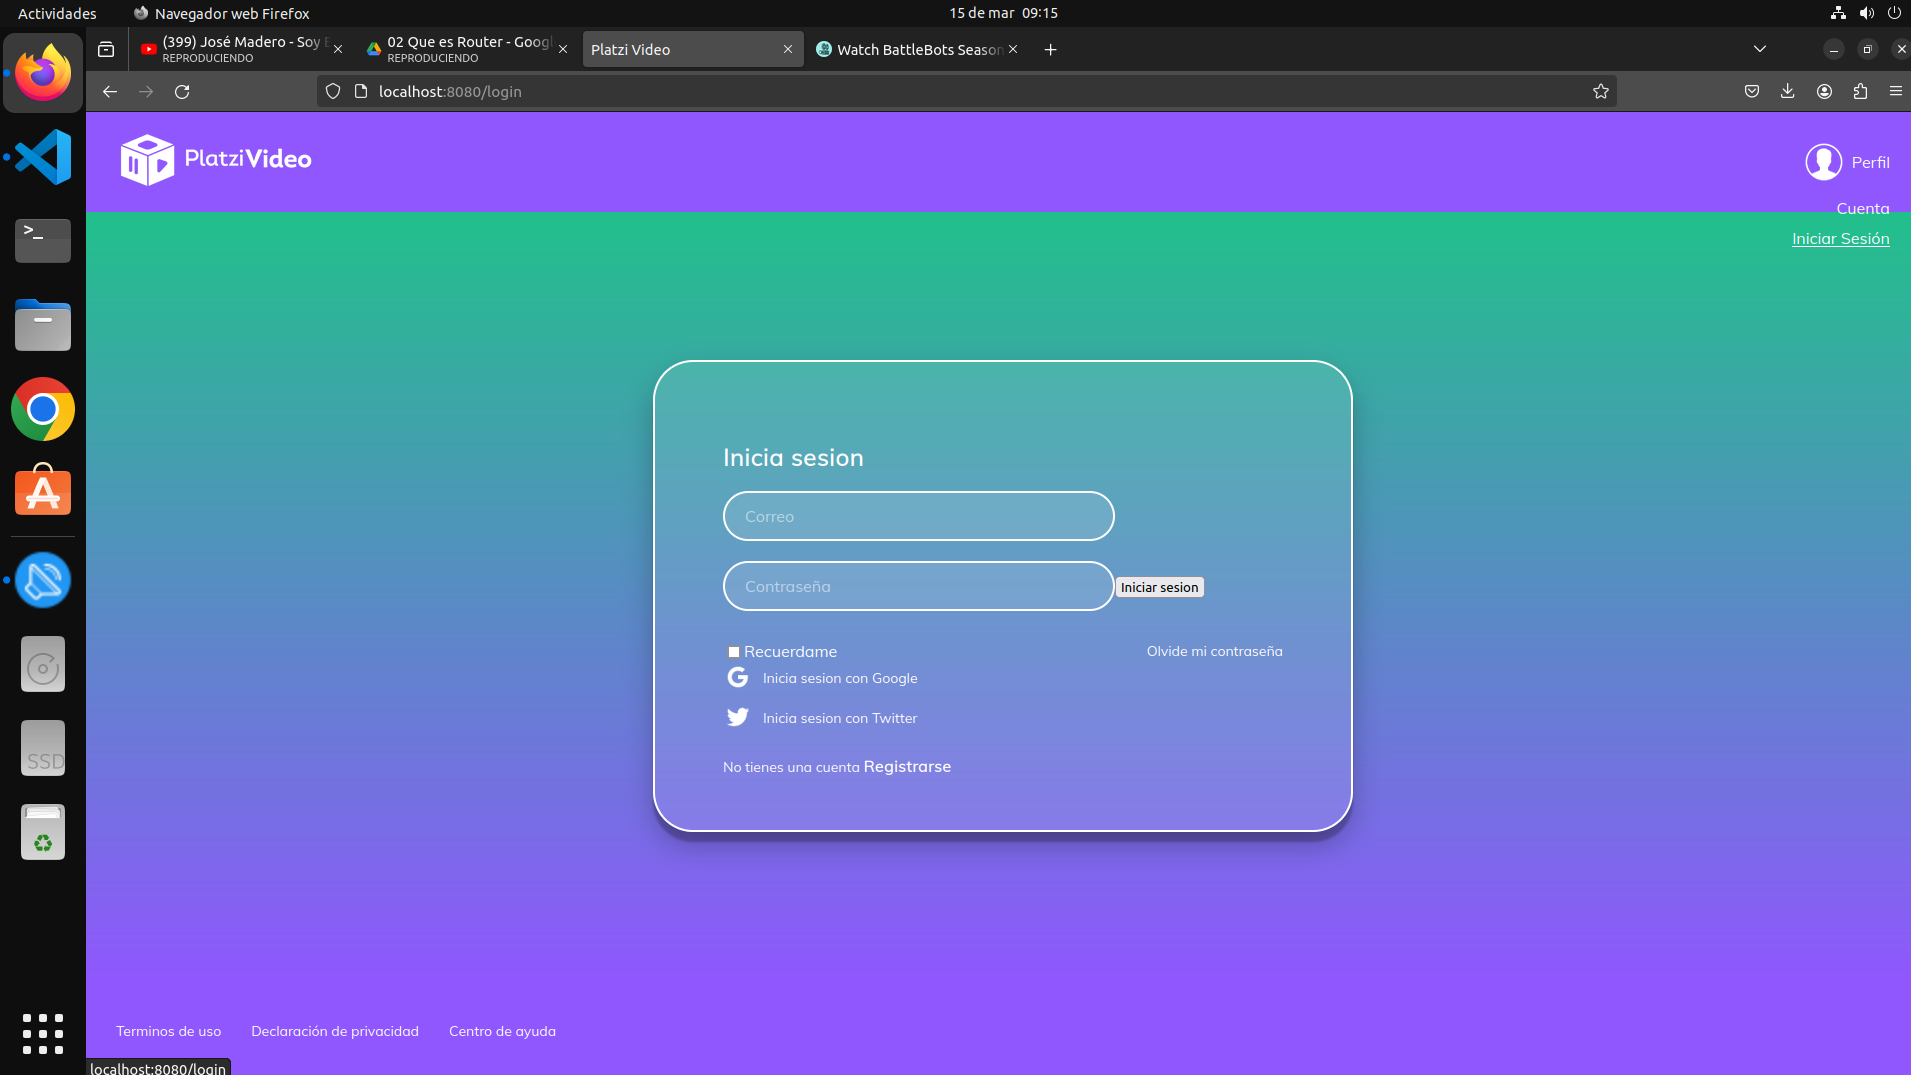 Actividades
Navegador web Firefox
15 de mar 09:15
(399) José Madero - Soy
REPRODUCIENDO
02 Que es Router - Googl
REPRODUCIENDO
Platzi Video
Watch BattleBots Season
localhost:8080/login
PlatziVideo
Perfil
Cuenta
Iniciar Sesión
Inicia sesion
Correo
Contraseña
Iniciar sesion
Recuerdame
Olvide mi contraseña
Inicia sesion con Google
Inicia sesion con Twitter
No tienes una cuenta Registrarse
SSD
Terminos de uso
Declaración de privacidad
Centro de ayuda
localhost:8080/login